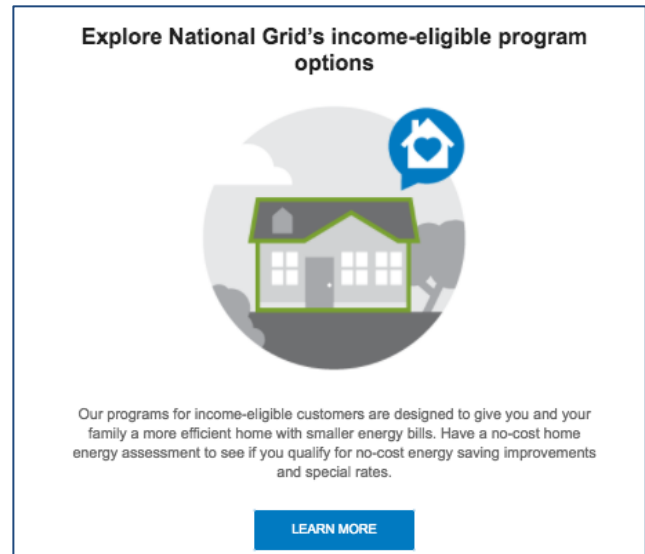 Explore National Grid's income-eligible program
options
Our programs for income-eligible customers are designed to give you and your
family a more efficient home with smaller energy bills. Have a no-cost home
energy assessment to see if you qualify for no-cost energy saving improvements
and special rates.
LEARN MORE